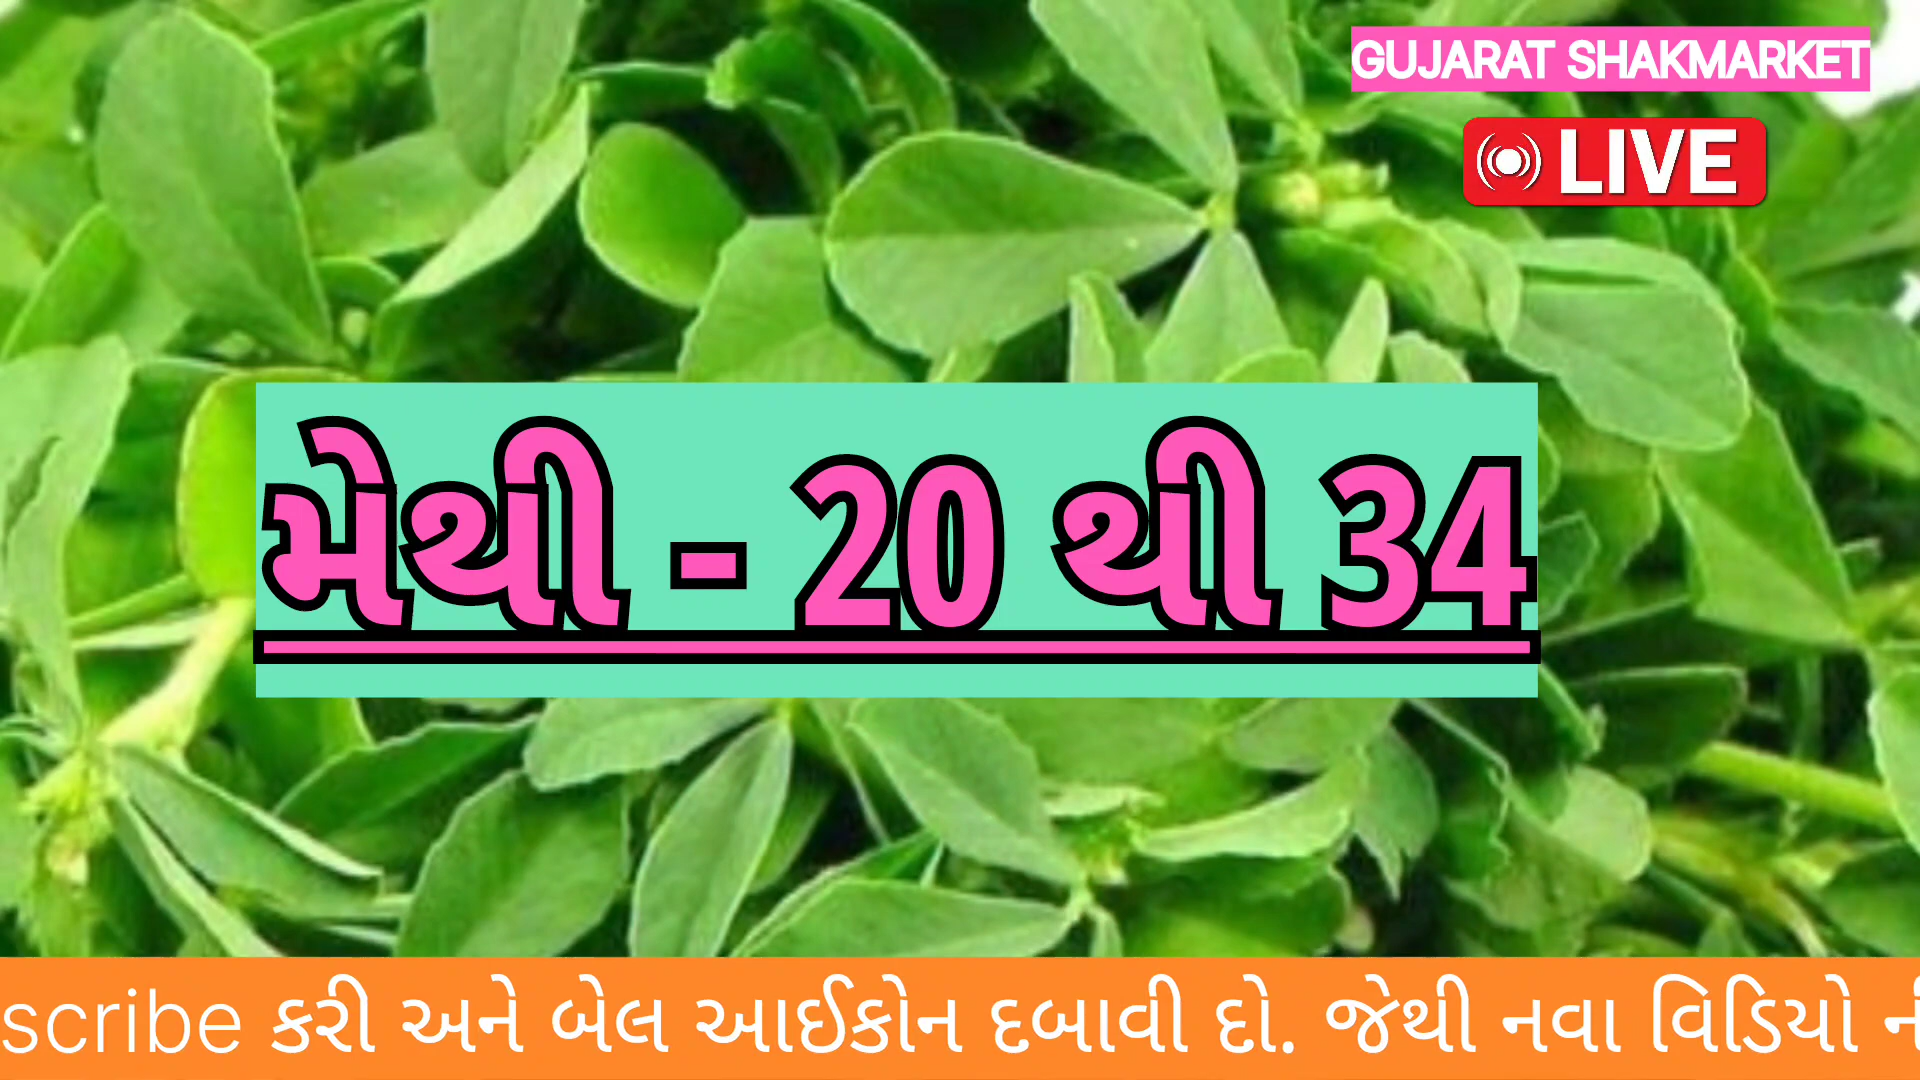 GUJARAT SHAKMARKET
LIVE
મેથી - 20 થી 34
scribe કરી અને બેલ આઈકોન દબાવી દો. જેથી નવા વિડિયો ની